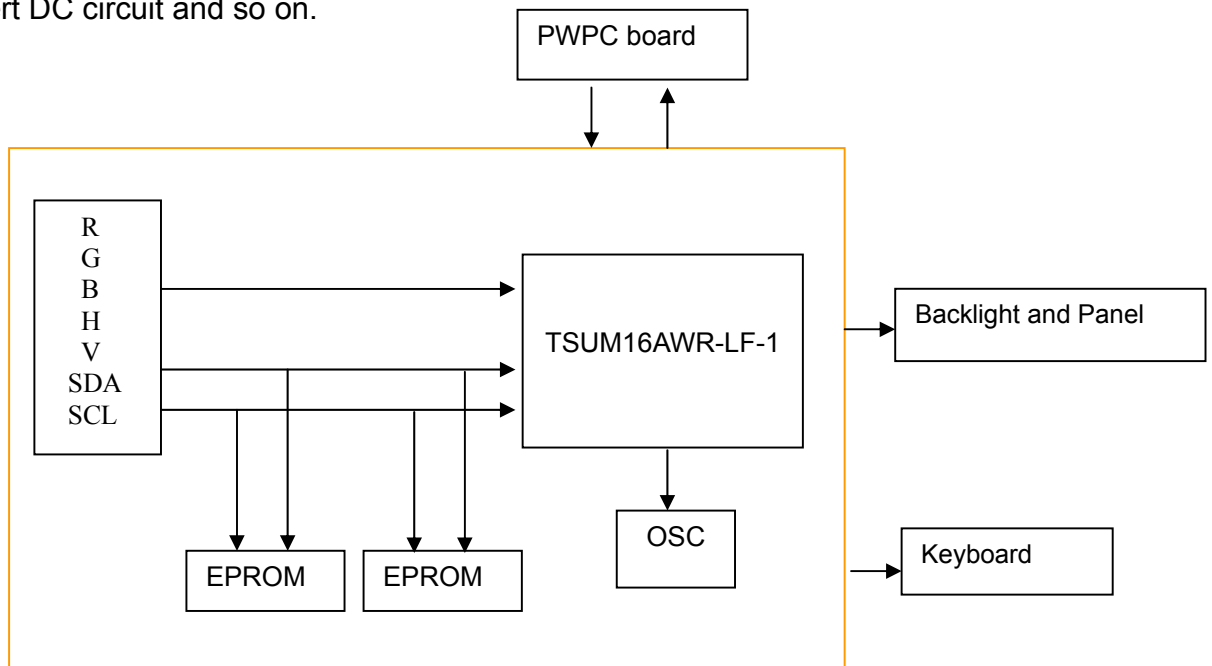 rt DC circuit and so on.
PWPC board
R
G
B
H
V
SDA
SCL
TSUM16AWR-LF-1
Backlight and Panel
OSC
EPROM
EPROM
Keyboard